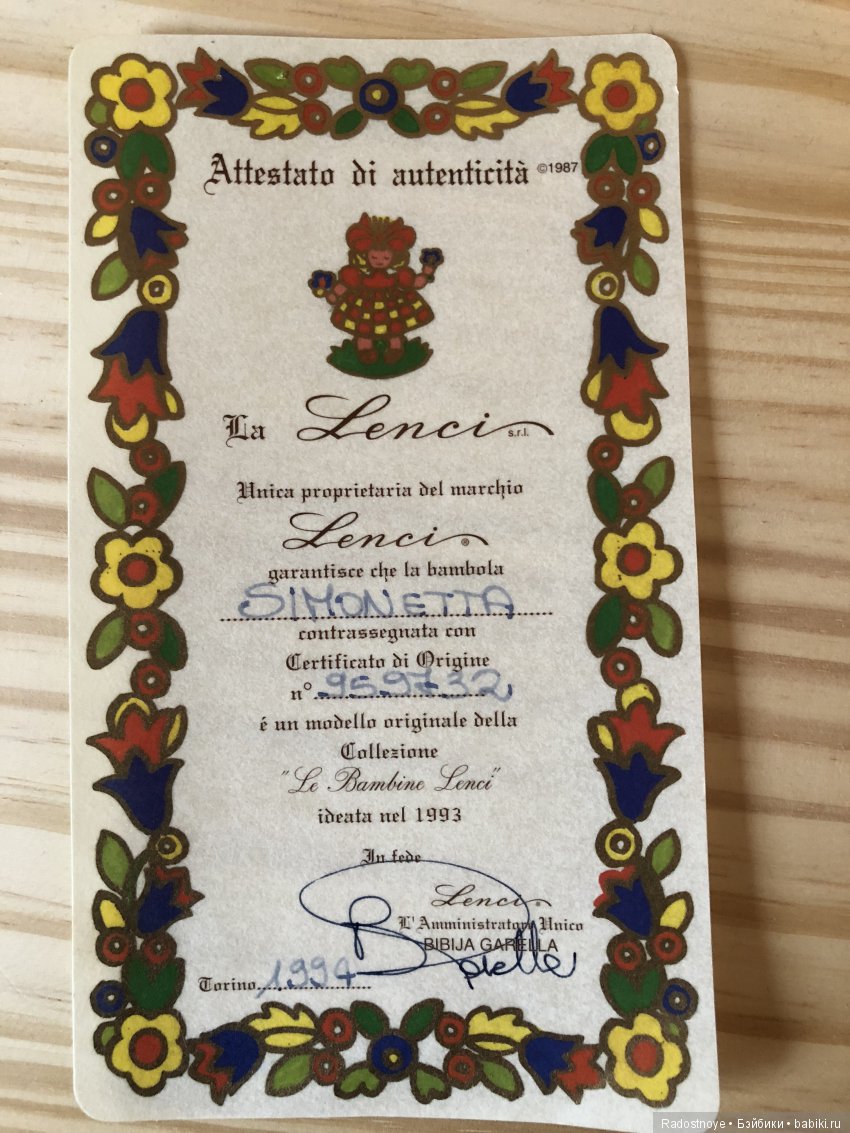 Attestato di autenticità ©1987
La Lenci s.r.l.
Unica proprietaria del marchio
Lenci ®
garantisce che la bambola
SIMONETTA
contrassegnata con
Certificato di Origine
n° 959732
é un modello originale della
Collezione
"Le Bambine Lenci"
ideata nel 1993
In fede
Lenci
L'Amministratore Unico
BIBIJA GARELLA
Torino 1994
Radostnoye • Бэйбики • babiki.ru